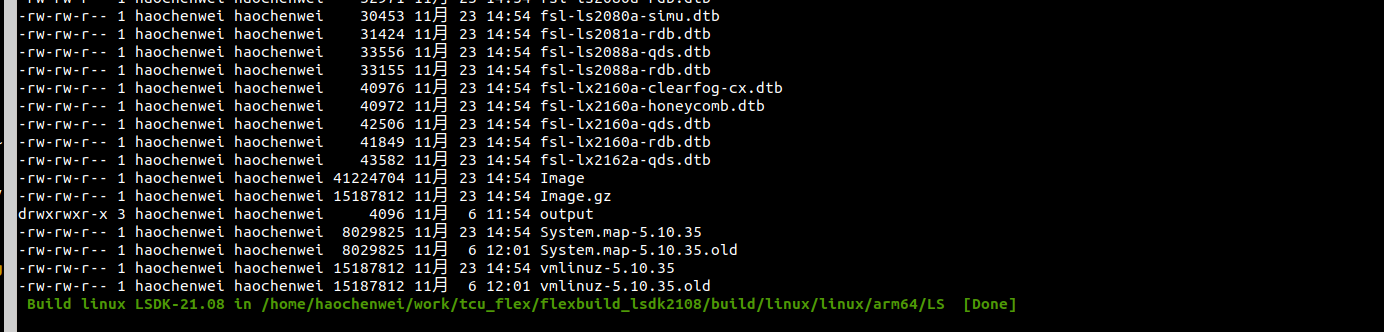 -rw-rw-r-- 1 haochenwei haochenwei    30453 11月  23 14:54 fsl-ls2080a-simu.dtb
-rw-rw-r-- 1 haochenwei haochenwei    31424 11月  23 14:54 fsl-ls2081a-rdb.dtb
-rw-rw-r-- 1 haochenwei haochenwei    33556 11月  23 14:54 fsl-ls2088a-qds.dtb
-rw-rw-r-- 1 haochenwei haochenwei    33155 11月  23 14:54 fsl-ls2088a-rdb.dtb
-rw-rw-r-- 1 haochenwei haochenwei    40976 11月  23 14:54 fsl-lx2160a-clearfog-cx.dtb
-rw-rw-r-- 1 haochenwei haochenwei    40972 11月  23 14:54 fsl-lx2160a-honeycomb.dtb
-rw-rw-r-- 1 haochenwei haochenwei    42506 11月  23 14:54 fsl-lx2160a-qds.dtb
-rw-rw-r-- 1 haochenwei haochenwei    41849 11月  23 14:54 fsl-lx2160a-rdb.dtb
-rw-rw-r-- 1 haochenwei haochenwei    43582 11月  23 14:54 fsl-lx2162a-qds.dtb
-rw-rw-r-- 1 haochenwei haochenwei 41224704 11月  23 14:54 Image
-rw-rw-r-- 1 haochenwei haochenwei 15187812 11月  23 14:54 Image.gz
drwxrwxr-x 3 haochenwei haochenwei     4096 11月   6 11:54 output
-rw-rw-r-- 1 haochenwei haochenwei  8029825 11月  23 14:54 System.map-5.10.35
-rw-rw-r-- 1 haochenwei haochenwei  8029825 11月   6 12:01 System.map-5.10.35.old
-rw-rw-r-- 1 haochenwei haochenwei 15187812 11月  23 14:54 vmlinuz-5.10.35
-rw-rw-r-- 1 haochenwei haochenwei 15187812 11月   6 12:01 vmlinuz-5.10.35.old
Build linux LSDK-21.08 in /home/haochenwei/work/tcu_flex/flexbuild_lsdk2108/build/linux/linux/arm64/LS  [Done]